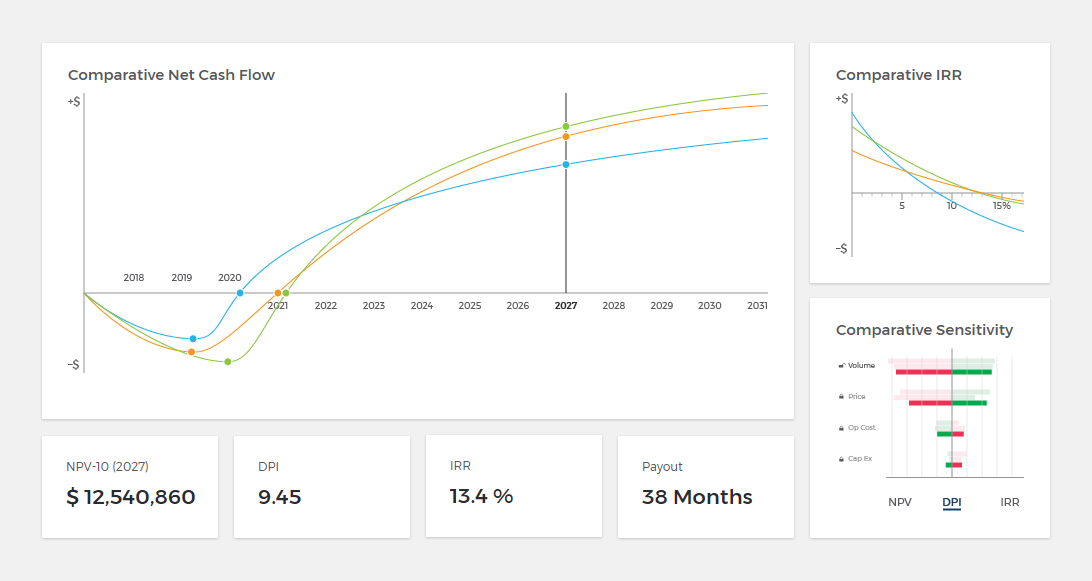 Comparative Net Cash Flow
+$
2018 2019 2020
2021 2022 2023 2024 2025 2026 2027 2028 2029 2030 2031
−$
Comparative IRR
+$
5 10 15%
−$
Comparative Sensitivity
Volume
Price
Op Cost
Cap Ex
NPV DPI IRR
NPV-10 (2027)
$ 12,540,860
DPI
9.45
IRR
13.4 %
Payout
38 Months